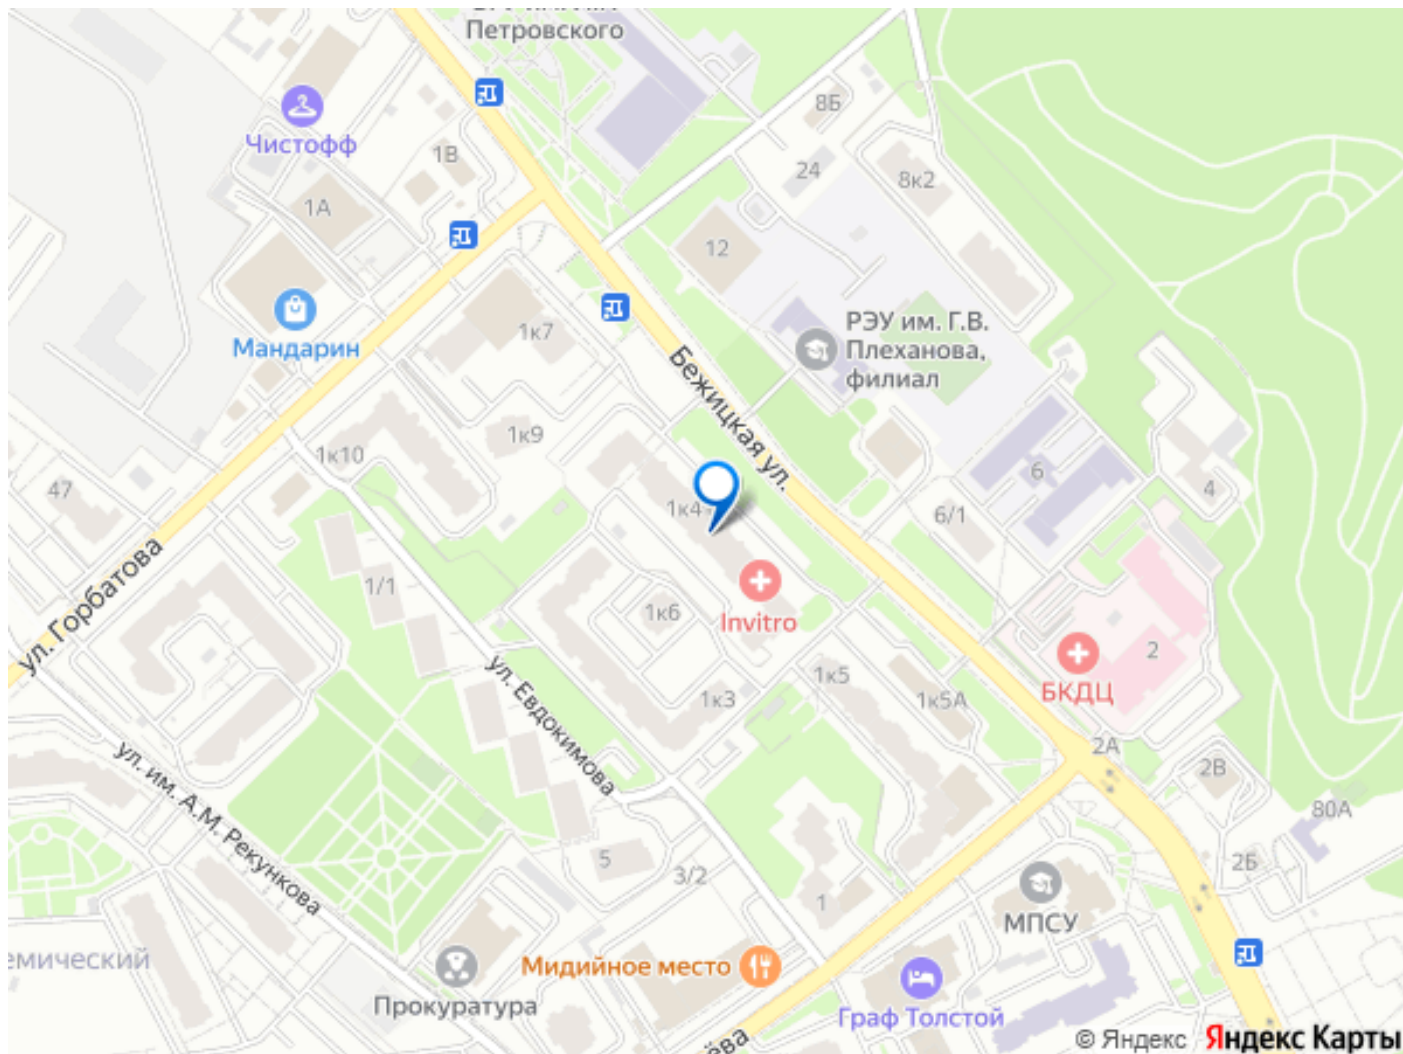 Петровского
8Б
Чистофф
1В
24
8к2
1А
12
РЭУ им. Г.В.
Плеханова,
филиал
1к7
Мандарин
Бежицкая ул.
1к9
1к10
47
6
4
1к4
6/1
ул. Горбатова
1/1
1к6
Invitro
2
БКДЦ
ул. Евдокимова
1к3
1к5
1к5А
2А
2В
ул. им. А.М. Рекункова
80А
5
3/2
2Б
1
МПСУ
емический
Мидийное место
Прокуратура
Граф Толстой
ёва
© Яндекс Яндекс Карты